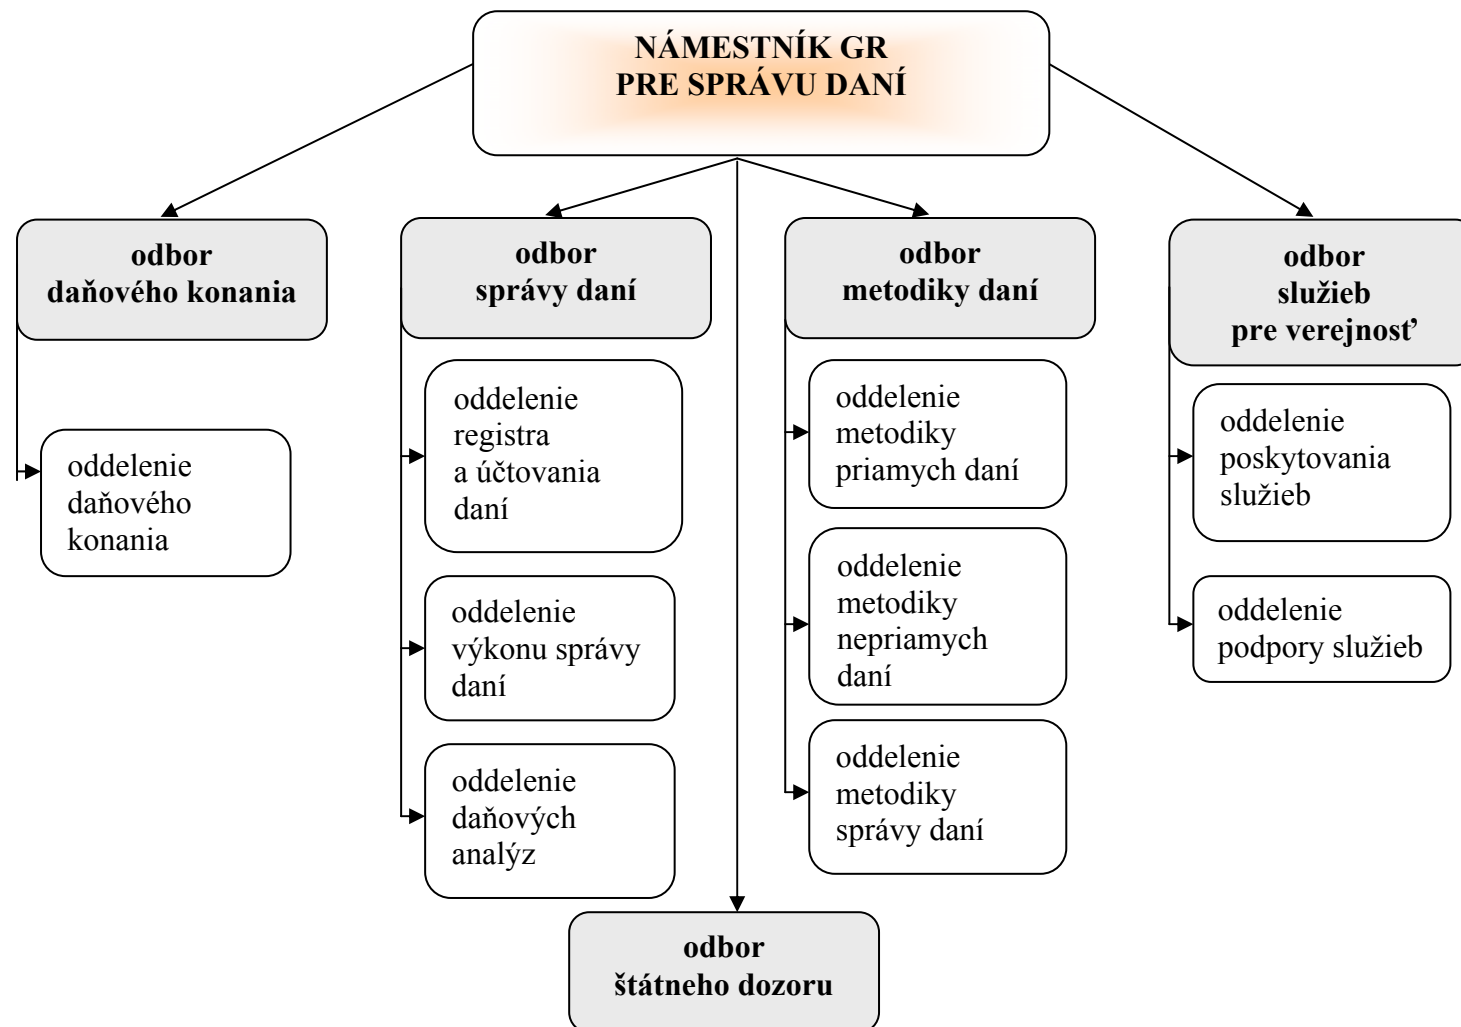 NÁMESTNÍK GR
PRE SPRÁVU DANÍ
odbor
daňového konania
oddelenie
daňového
konania
odbor
správy daní
oddelenie
registra
a účtovania
daní
oddelenie
výkonu správy
daní
oddelenie
daňových
analýz
odbor
metodiky daní
oddelenie
metodiky
priamych daní
oddelenie
metodiky
nepriamych
daní
oddelenie
metodiky
správy daní
odbor
služieb
pre verejnosť
oddelenie
poskytovania
služieb
oddelenie
podpory služieb
odbor
štátneho dozoru